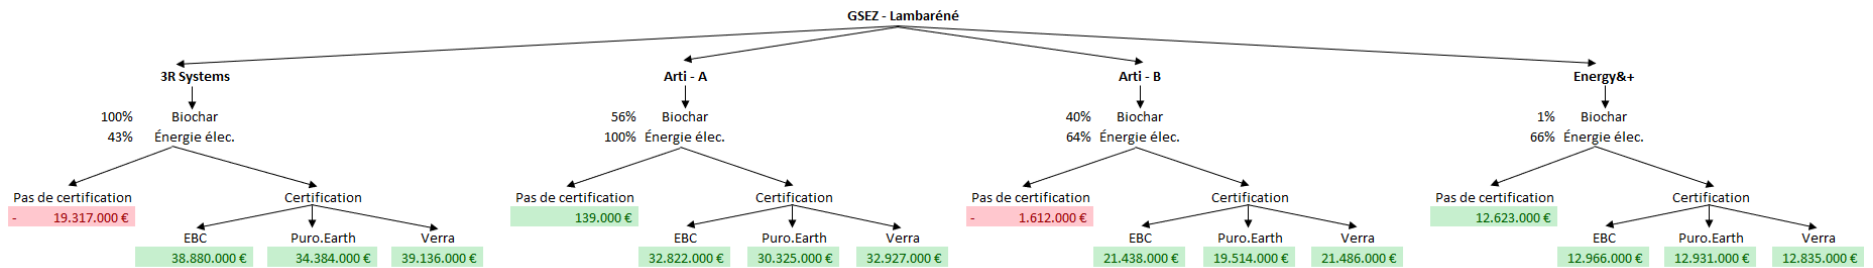 GSEZ - Lambaréné
3R Systems
Arti - A
Arti - B
Energy&+
100% Biochar
56% Biochar
40% Biochar
1% Biochar
43% Énergie élec.
100% Énergie élec.
64% Énergie élec.
66% Énergie élec.
Pas de certification
Certification
Pas de certification
Certification
Pas de certification
Certification
Pas de certification
Certification
- 19.317.000 €
139.000 €
- 1.612.000 €
12.623.000 €
EBC
Puro.Earth
Verra
EBC
Puro.Earth
Verra
EBC
Puro.Earth
Verra
EBC
Puro.Earth
Verra
38.880.000 €
34.384.000 €
39.136.000 €
32.822.000 €
30.325.000 €
32.927.000 €
21.438.000 €
19.514.000 €
21.486.000 €
12.966.000 €
12.931.000 €
12.835.000 €